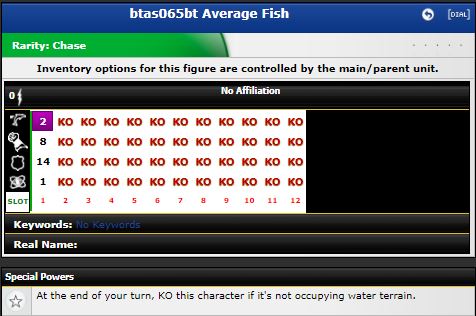 btas065bt Average Fish
[DIAL]
Rarity: Chase
Inventory options for this figure are controlled by the main/parent unit.
0 No Affiliation
2 KO KO KO KO KO KO KO KO KO KO KO
8 KO KO KO KO KO KO KO KO KO KO KO
14 KO KO KO KO KO KO KO KO KO KO KO
1 KO KO KO KO KO KO KO KO KO KO KO
SLOT 1 2 3 4 5 6 7 8 9 10 11 12
Keywords: No Keywords
Real Name:
Special Powers
At the end of your turn, KO this character if it's not occupying water terrain.